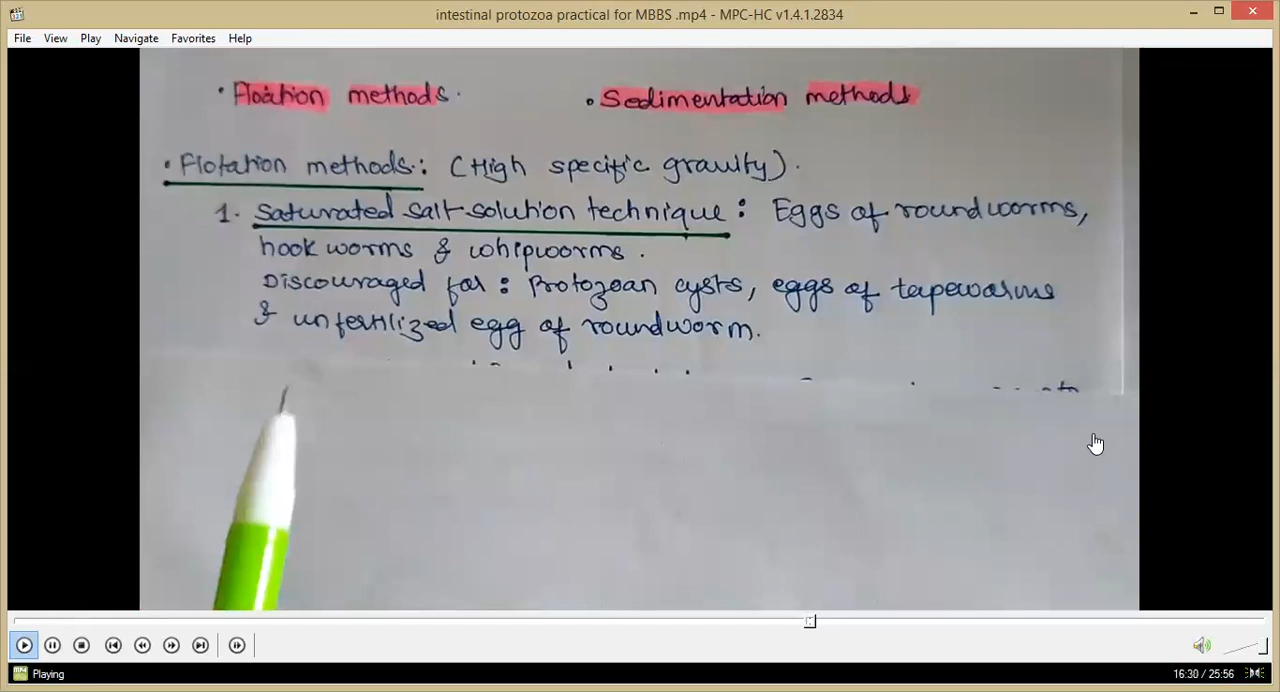 intestinal protozoa practical for MBBS .mp4 - MPC-HC v1.4.1.2834
File View Play Navigate Favorites Help
• Floation methods. • Sedimentation methods
• Flotation methods: (High specific gravity).
1. Saturated salt solution technique: Eggs of roundworms,
hookworms & whipworms.
Discouraged for: Protozoan cysts, eggs of tapeworms
& unfertilized egg of roundworm.
Playing 16:30 / 25:56